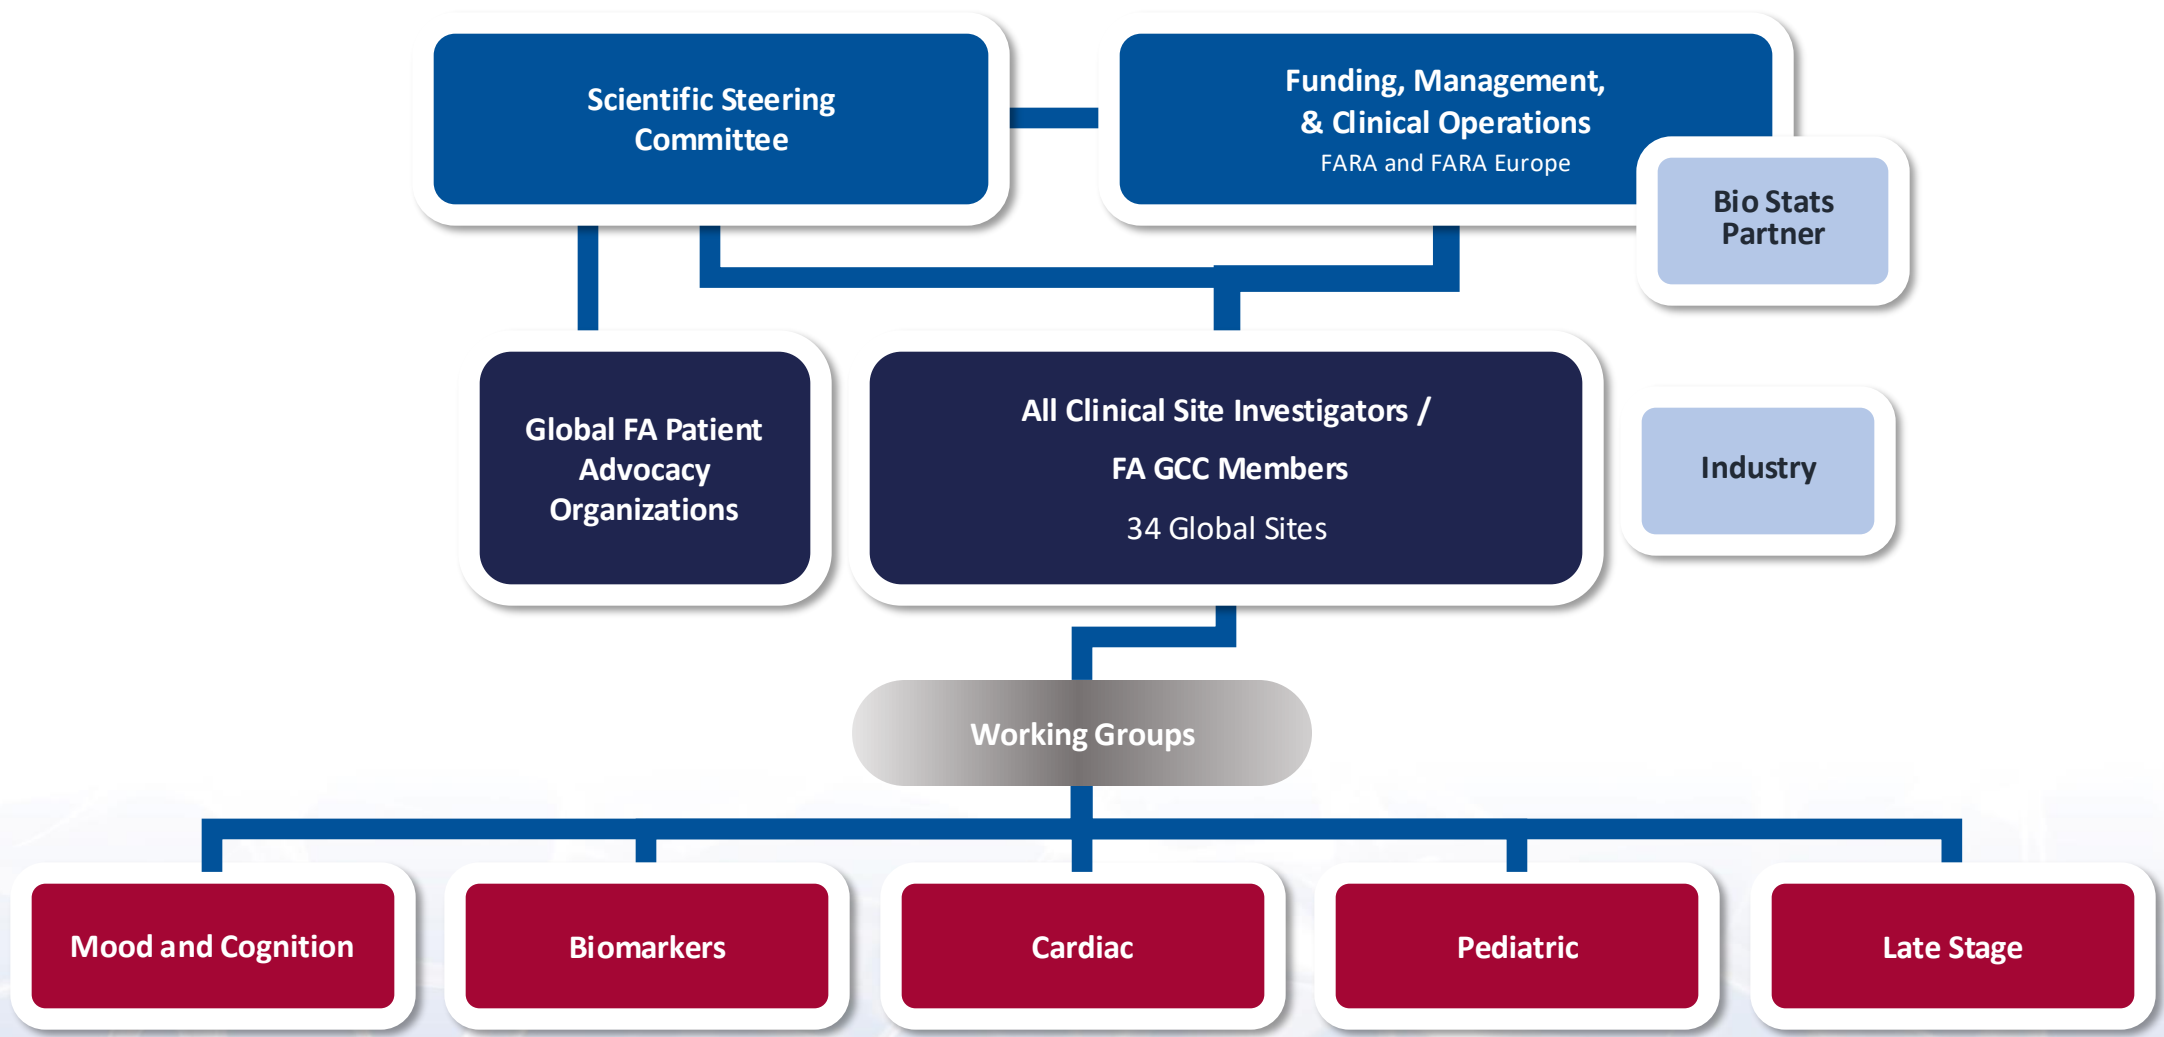 Scientific Steering
Committee
Funding, Management,
& Clinical Operations
FARA and FARA Europe
Bio Stats
Partner
Global FA Patient
Advocacy
Organizations
All Clinical Site Investigators /
FA GCC Members
34 Global Sites
Industry
Working Groups
Mood and Cognition
Biomarkers
Cardiac
Pediatric
Late Stage